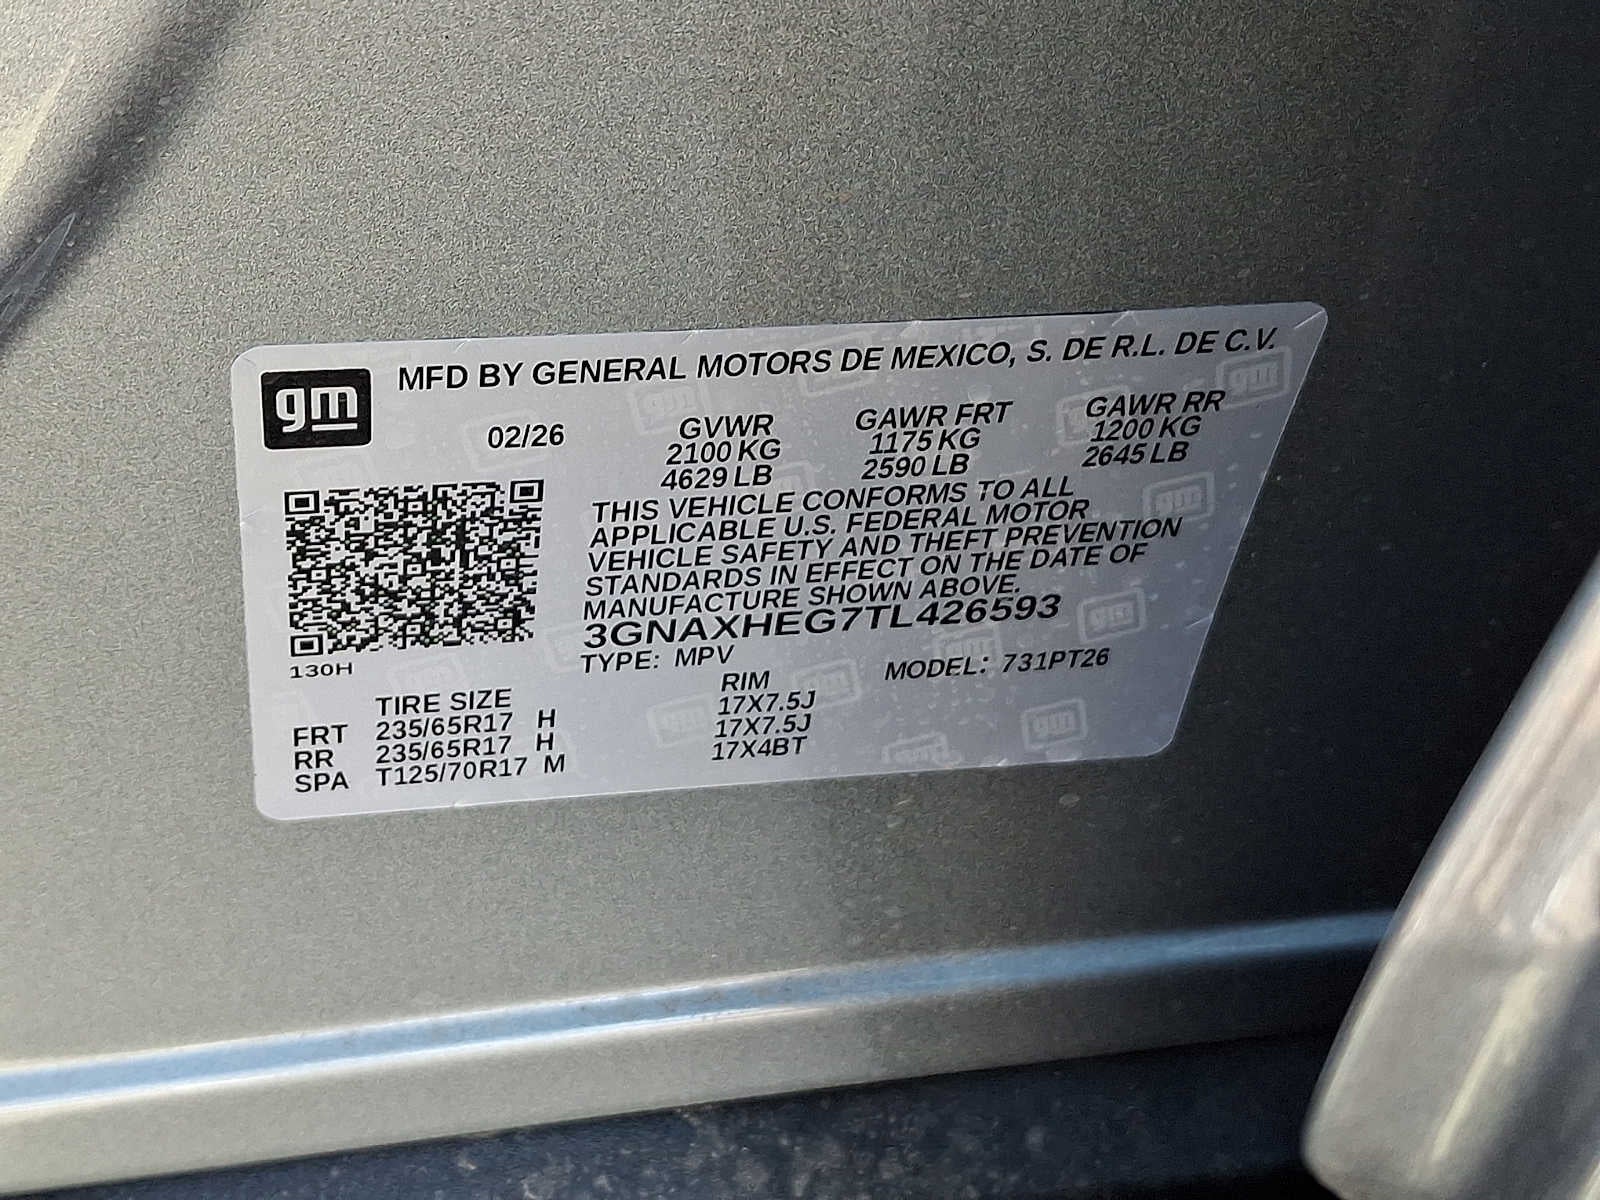 gm MFD BY GENERAL MOTORS DE MEXICO, S. DE R.L. DE C.V.
02/26 GVWR GAWR FRT GAWR RR
2100 KG 1175 KG 1200 KG
4629 LB 2590 LB 2645 LB
THIS VEHICLE CONFORMS TO ALL
APPLICABLE U.S. FEDERAL MOTOR
VEHICLE SAFETY AND THEFT PREVENTION
STANDARDS IN EFFECT ON THE DATE OF
MANUFACTURE SHOWN ABOVE.
3GNAXHEG7TL426593
130H TYPE: MPV MODEL: 731PT26
TIRE SIZE RIM
FRT 235/65R17 H 17X7.5J
RR 235/65R17 H 17X7.5J
SPA T125/70R17 M 17X4BT